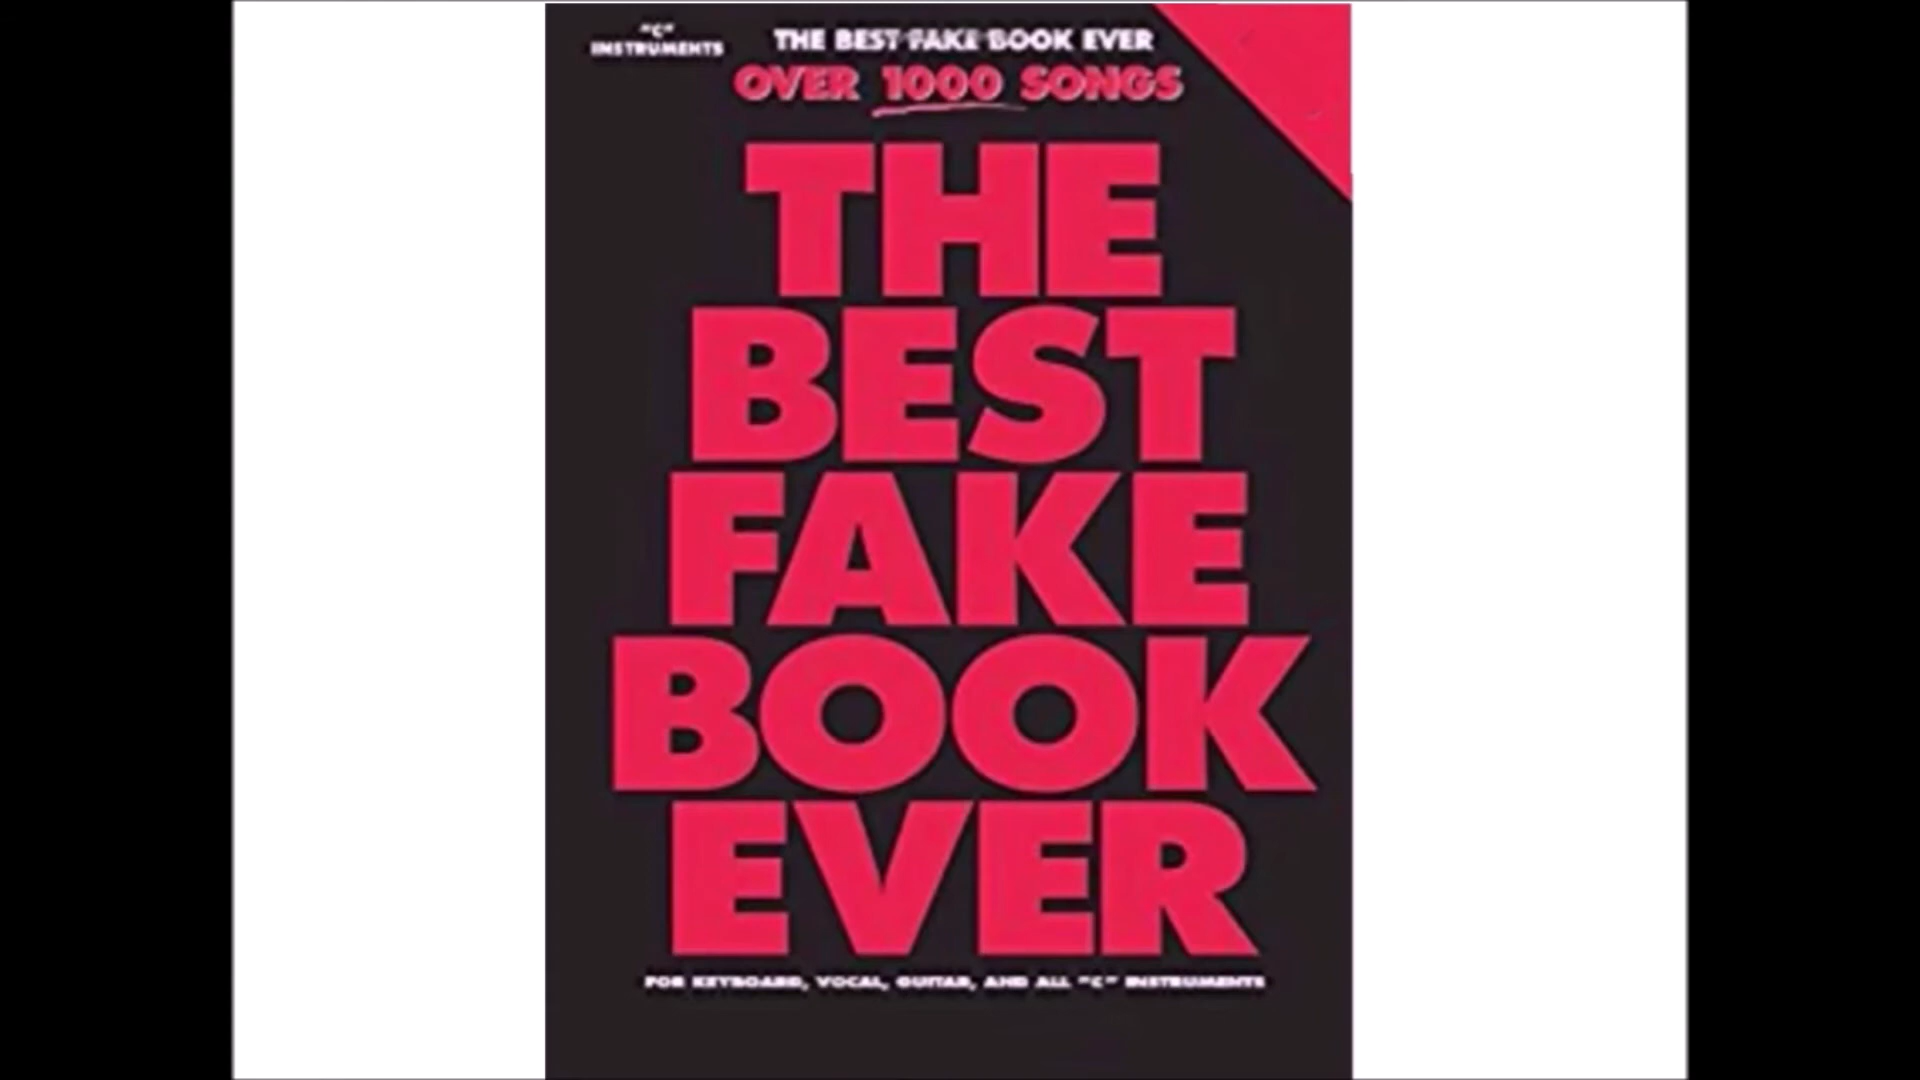 "C"
INSTRUMENTS
THE BEST FAKE BOOK EVER
OVER 1000 SONGS
THE
BEST
FAKE
BOOK
EVER
FOR KEYBOARD, VOCAL, GUITAR, AND ALL "C" INSTRUMENTS